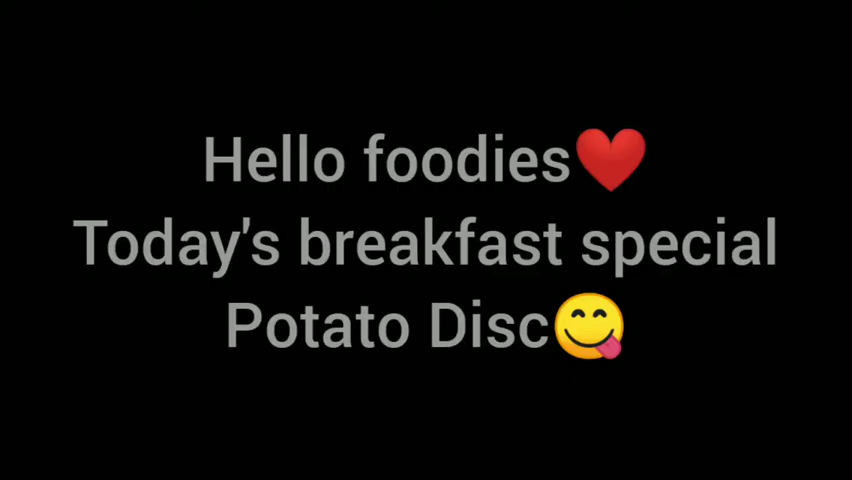 Hello foodies❤️
Today's breakfast special
Potato Disc😋